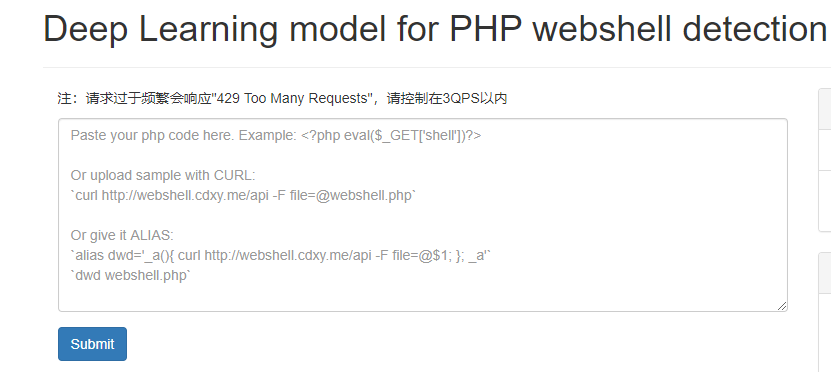 Deep Learning model for PHP webshell detection
注：请求过于频繁会响应"429 Too Many Requests"，请控制在3QPS以内
Paste your php code here. Example: <?php eval($_GET['shell'])?>
Or upload sample with CURL:
`curl http://webshell.cdxy.me/api -F file=@webshell.php`
Or give it ALIAS:
`alias dwd='_a(){ curl http://webshell.cdxy.me/api -F file=@$1; }; _a'`
`dwd webshell.php`
Submit